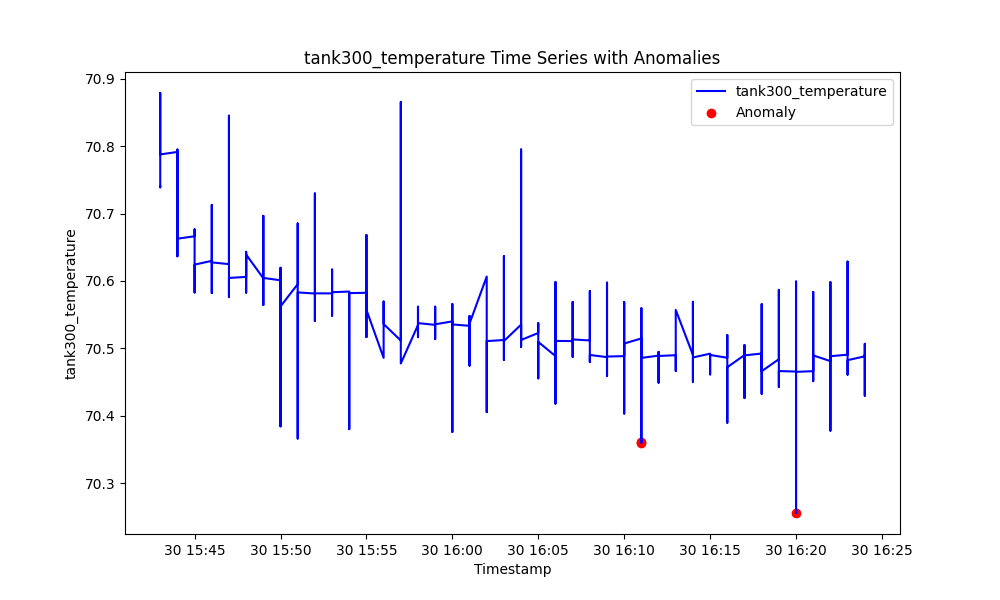 tank300_temperature Time Series with Anomalies
tank300_temperature
Anomaly
70.9
70.8
70.7
70.6
70.5
70.4
70.3
tank300_temperature
30 15:45 30 15:50 30 15:55 30 16:00 30 16:05 30 16:10 30 16:15 30 16:20 30 16:25
Timestamp